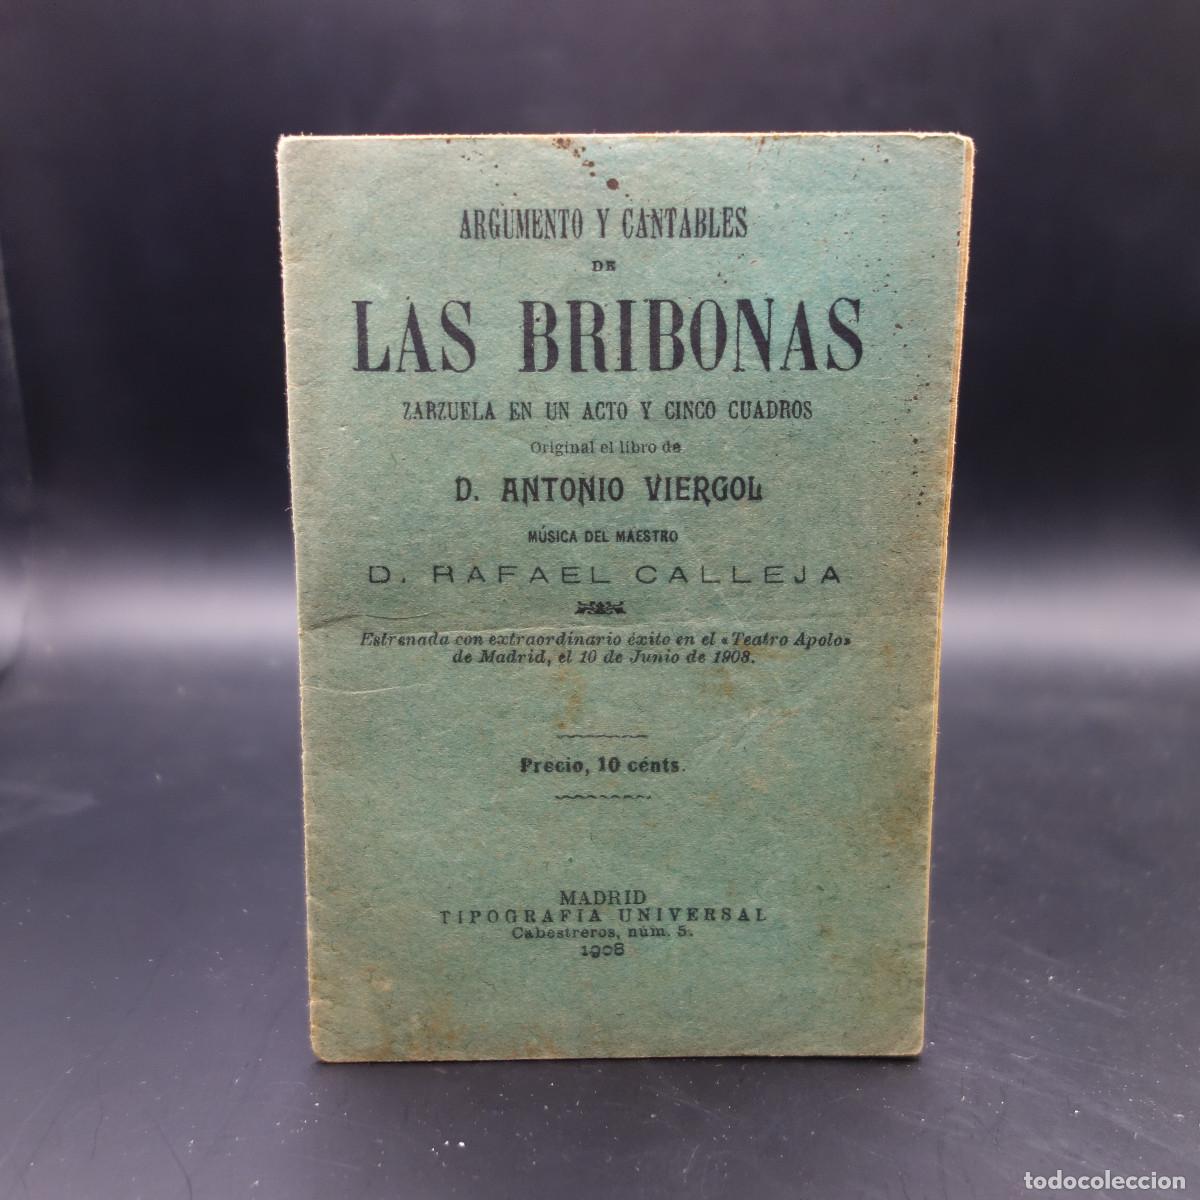 ARGUMENTO Y CANTABLES
DE
LAS BRIBONAS
ZARZUELA EN UN ACTO Y CINCO CUADROS
Original el libro de
D. ANTONIO VIERGOL
MÚSICA DEL MAESTRO
D. RAFAEL CALLEJA
Estrenada con extraordinario éxito en el «Teatro Apolo»
de Madrid, el 10 de Junio de 1908.
Precio, 10 cénts.
MADRID
TIPOGRAFIA UNIVERSAL
Cabestreros, núm. 5.
1908
todocoleccion